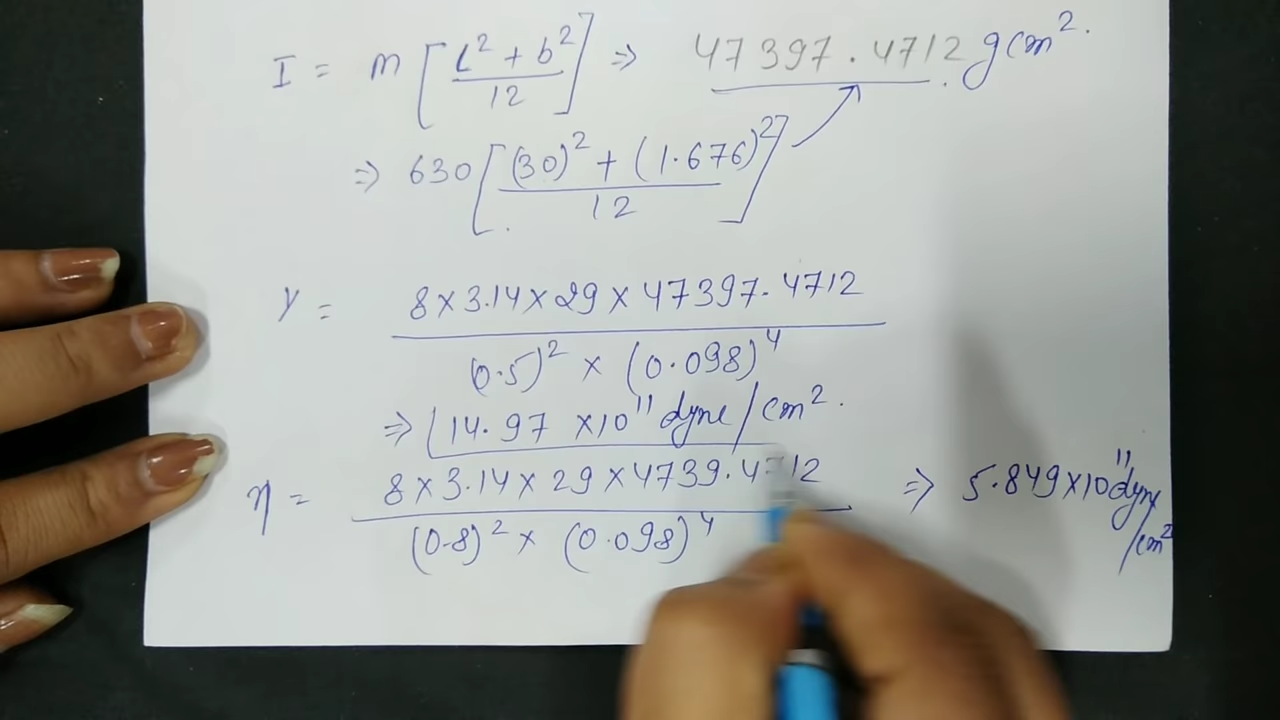 I = m [ (l² + b²) / 12 ] ⇒ 47397.4712 gcm².
⇒ 630 [ ((30)² + (1.676)²) / 12 ]
Y = 8 × 3.14 × 29 × 47397.4712
(0.5)² × (0.098)⁴
⇒ 14.97 × 10¹¹ dyne/cm².
η = 8 × 3.14 × 29 × 4739.4712 ⇒ 5.849 × 10¹¹ dyne/cm²
(0.8)² × (0.098)⁴